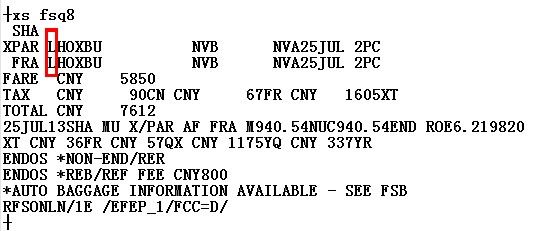 ┼xs fsq8
SHA
XPAR LHOXBU NVB NVA25JUL 2PC
FRA LHOXBU NVB NVA25JUL 2PC
FARE CNY 5850
TAX CNY 90CN CNY 67FR CNY 1605XT
TOTAL CNY 7612
25JUL13SHA MU X/PAR AF FRA M940.54NUC940.54END ROE6.219820
XT CNY 36FR CNY 57QX CNY 1175YQ CNY 337YR
ENDOS *NON-END/RER
ENDOS *REB/REF FEE CNY800
*AUTO BAGGAGE INFORMATION AVAILABLE - SEE FSB
RFSONLN/1E /EFEP_1/FCC=D/
┼